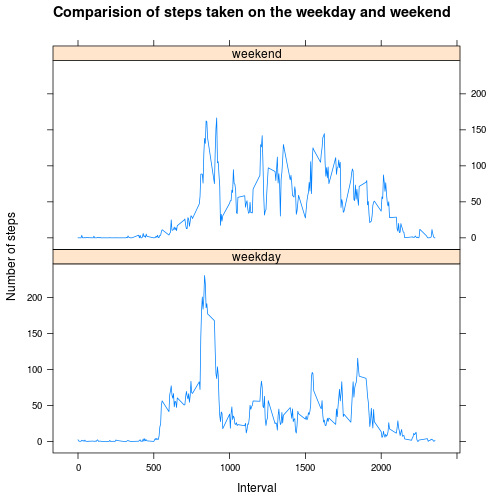 Comparision of steps taken on the weekday and weekend
weekend
200
150
100
50
0
weekday
200
150
100
50
0
Number of steps
0 500 1000 1500 2000
Interval